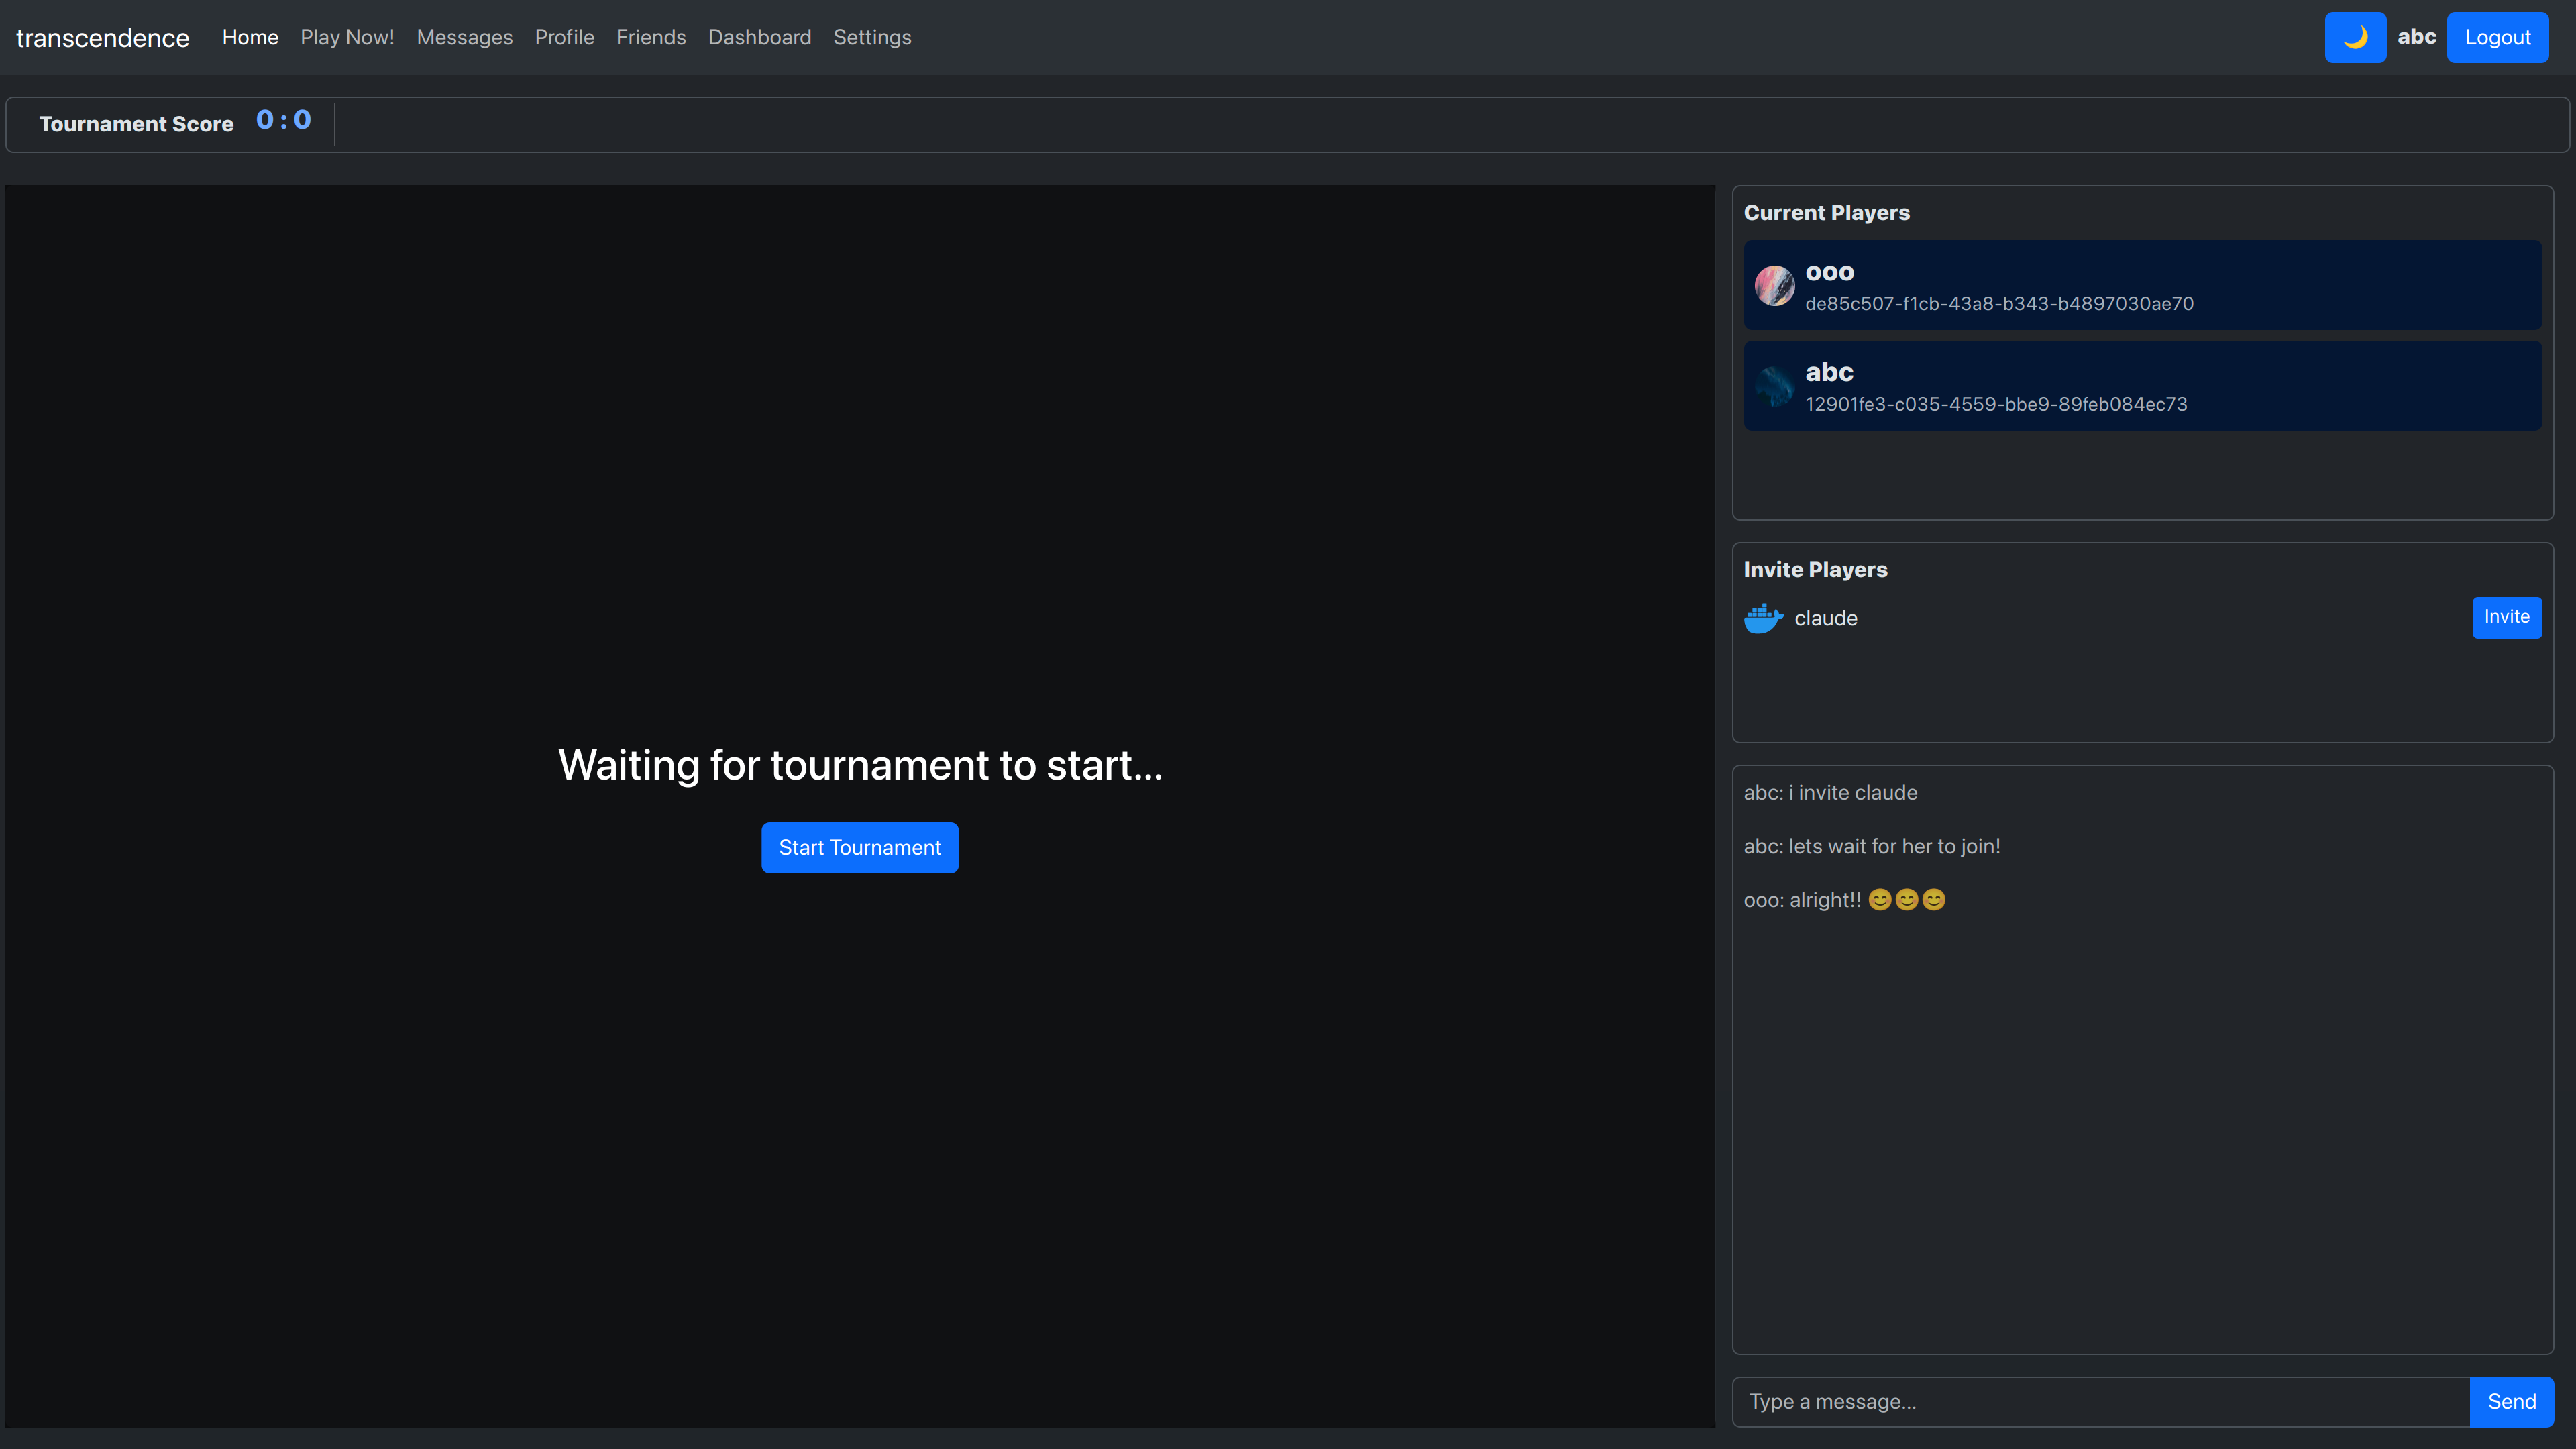 transcendence Home Play Now! Messages Profile Friends Dashboard Settings 🌙 abc Logout
Tournament Score 0 : 0
Waiting for tournament to start...
Start Tournament
Current Players
ooo
de85c507-f1cb-43a8-b343-b4897030ae70
abc
12901fe3-c035-4559-bbe9-89feb084ec73
Invite Players
claude Invite
abc: i invite claude
abc: lets wait for her to join!
ooo: alright!! 😊😊😊
Type a message... Send